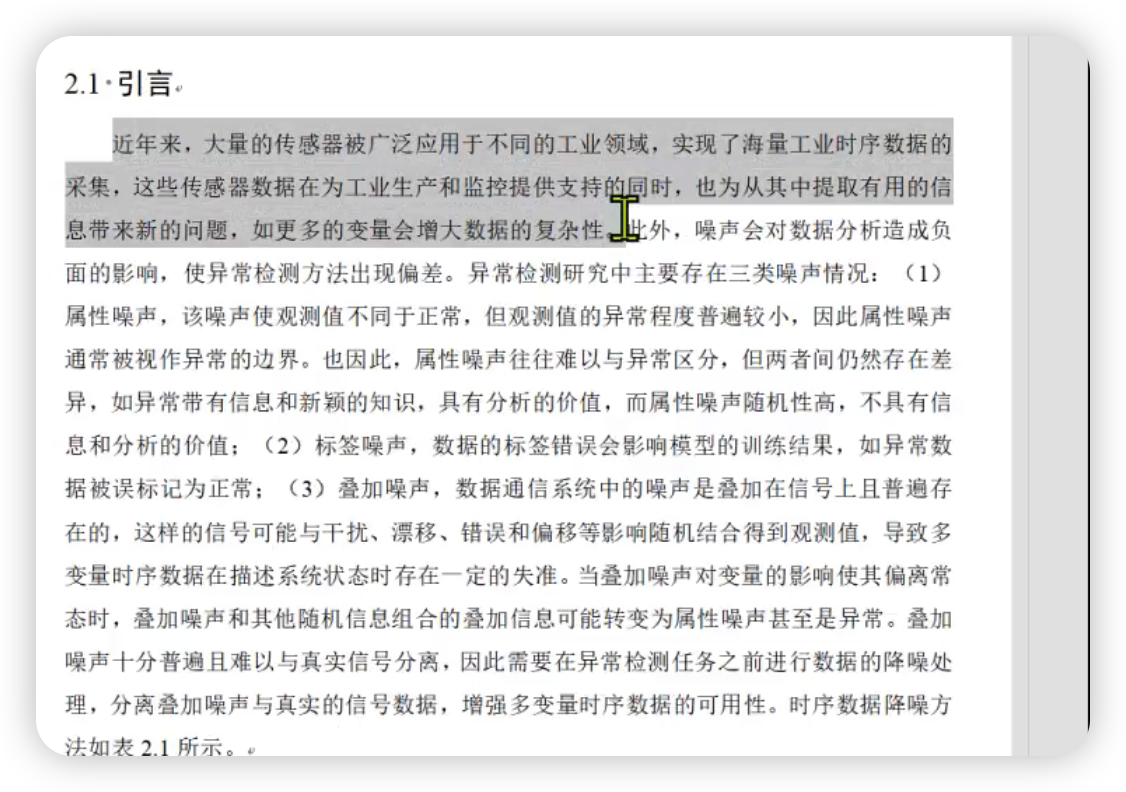 2.1 引言
近年来，大量的传感器被广泛应用于不同的工业领域，实现了海量工业时序数据的
采集，这些传感器数据在为工业生产和监控提供支持的同时，也为从其中提取有用的信
息带来新的问题，如更多的变量会增大数据的复杂性。此外，噪声会对数据分析造成负
面的影响，使异常检测方法出现偏差。异常检测研究中主要存在三类噪声情况：（1）
属性噪声，该噪声使观测值不同于正常，但观测值的异常程度普遍较小，因此属性噪声
通常被视作异常的边界。也因此，属性噪声往往难以与异常区分，但两者间仍然存在差
异，如异常带有信息和新颖的知识，具有分析的价值，而属性噪声随机性高，不具有信
息和分析的价值；（2）标签噪声，数据的标签错误会影响模型的训练结果，如异常数
据被误标记为正常；（3）叠加噪声，数据通信系统中的噪声是叠加在信号上且普遍存
在的，这样的信号可能与干扰、漂移、错误和偏移等影响随机结合得到观测值，导致多
变量时序数据在描述系统状态时存在一定的失准。当叠加噪声对变量的影响使其偏离常
态时，叠加噪声和其他随机信息组合的叠加信息可能转变为属性噪声甚至是异常。叠加
噪声十分普遍且难以与真实信号分离，因此需要在异常检测任务之前进行数据的降噪处
理，分离叠加噪声与真实的信号数据，增强多变量时序数据的可用性。时序数据降噪方
法如表 2.1 所示。